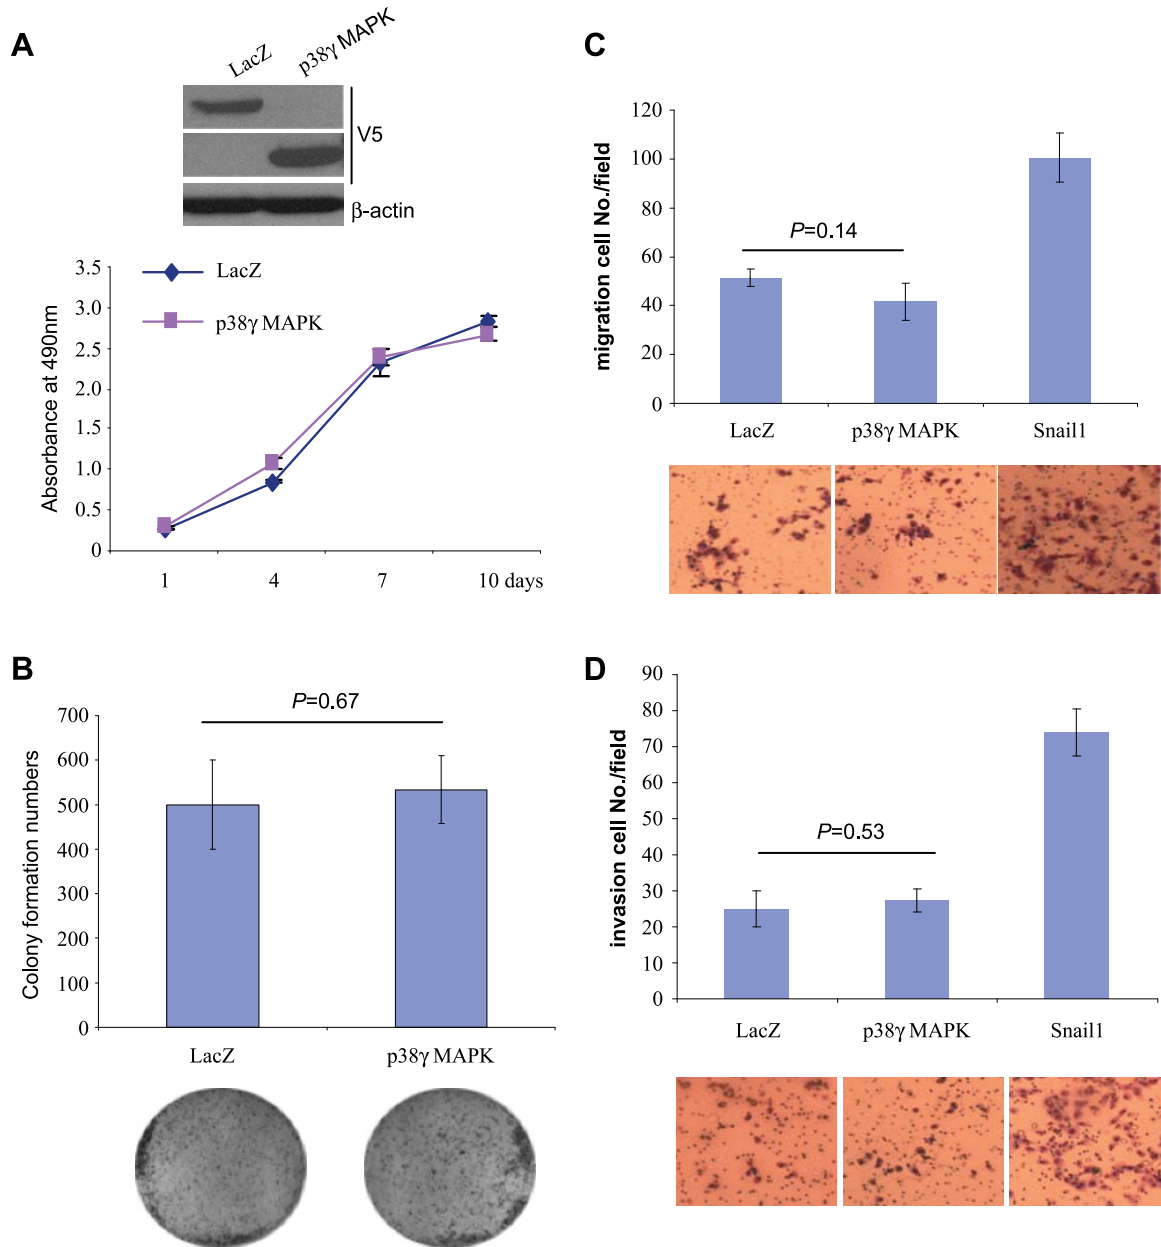 A
LacZ
p38γ MAPK
V5
β-actin
Absorbance at 490nm
3.5
3.0
2.5
2.0
1.0
0.5
0
LacZ
p38γ MAPK
1 4 7 10 days
B
Colony formation numbers
700
600
500
400
300
200
100
0
P=0.67
LacZ p38γ MAPK
C
migration cell No./field
120
100
80
60
40
20
0
P=0.14
LacZ p38γ MAPK Snail1
D
invasion cell No./field
90
80
70
60
50
40
30
20
10
0
P=0.53
LacZ p38γ MAPK Snail1